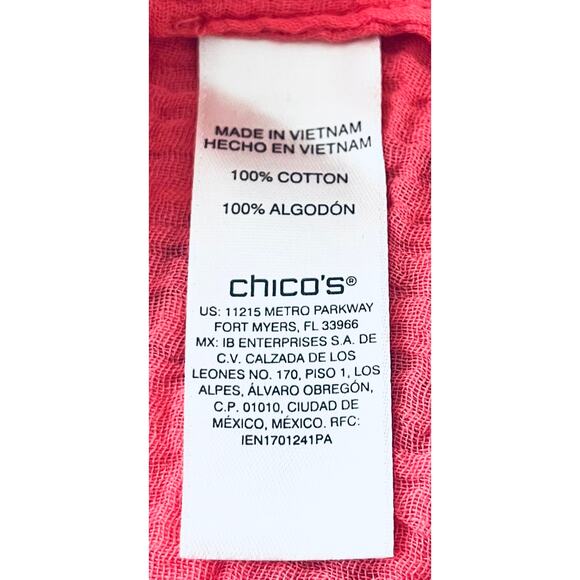 MADE IN VIETNAM
HECHO EN VIETNAM
100% COTTON
100% ALGODÓN
chico's®
US: 11215 METRO PARKWAY
FORT MYERS, FL 33966
MX: IB ENTERPRISES S.A. DE
C.V. CALZADA DE LOS
LEONES NO. 170, PISO 1, LOS
ALPES, ÁLVARO OBREGÓN,
C.P. 01010, CIUDAD DE
MÉXICO, MÉXICO. RFC:
IEN1701241PA